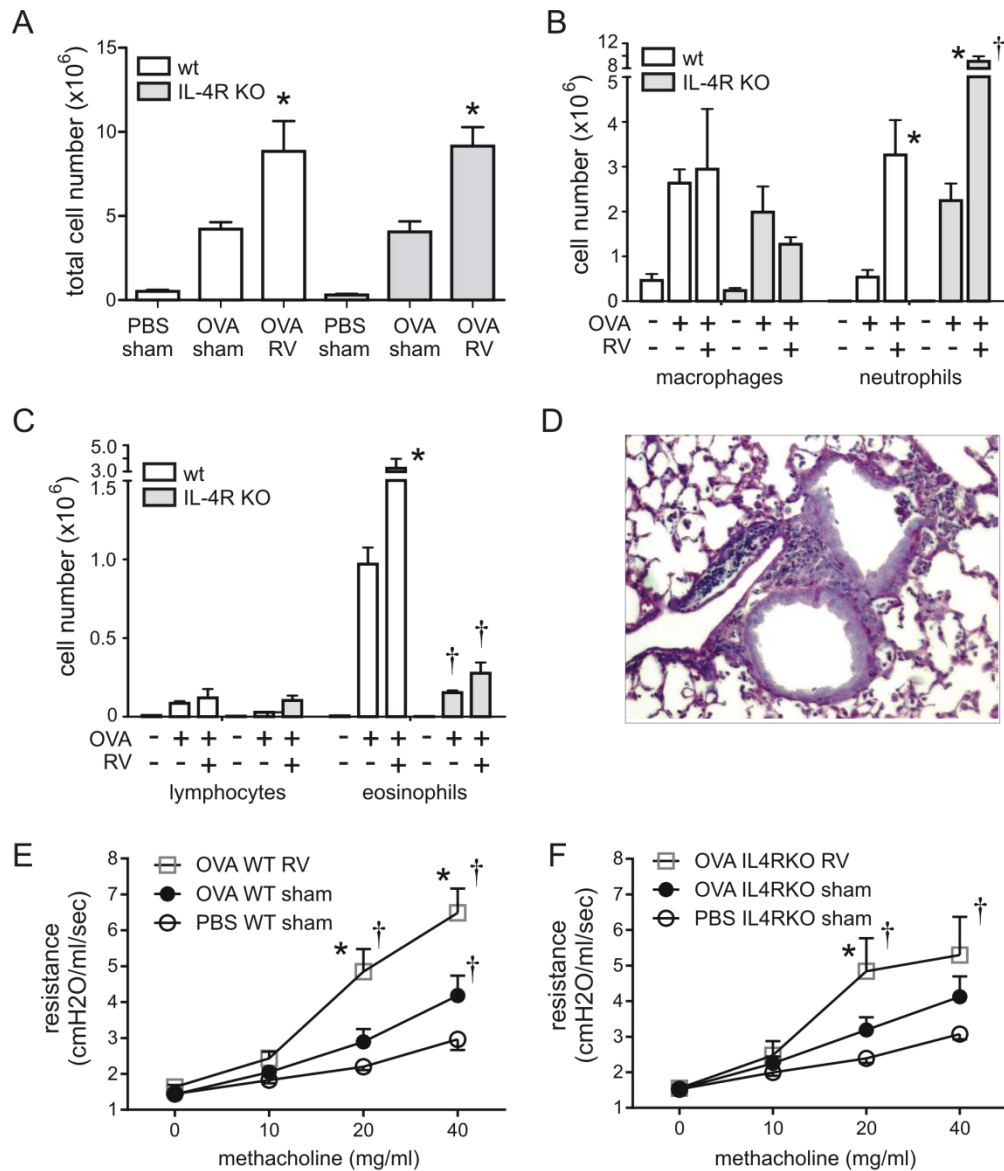 A
total cell number (x10⁶)
15
10
5
0
wt
IL-4R KO
*
*
PBS OVA OVA PBS OVA OVA
sham sham RV sham sham RV
B
cell number (x10⁶)
12
8
5
4
3
2
1
0
wt
IL-4R KO
*
*
†
OVA - + + - + + - + + - + +
RV - - + - - + - - + - - +
macrophages neutrophils
C
cell number (x10⁶)
5.0
3.0
1.5
1.0
0.5
0
wt
IL-4R KO
*
†
†
OVA - + + - + + - + + - + +
RV - - + - - + - - + - - +
lymphocytes eosinophils
D
E
resistance
(cmH2O/ml/sec)
8
7
6
5
4
3
2
1
OVA WT RV
OVA WT sham
PBS WT sham
* †
* †
†
0 10 20 40
methacholine (mg/ml)
F
resistance
(cmH2O/ml/sec)
8
7
6
5
4
3
2
1
OVA IL4RKO RV
OVA IL4RKO sham
PBS IL4RKO sham
* †
†
0 10 20 40
methacholine (mg/ml)